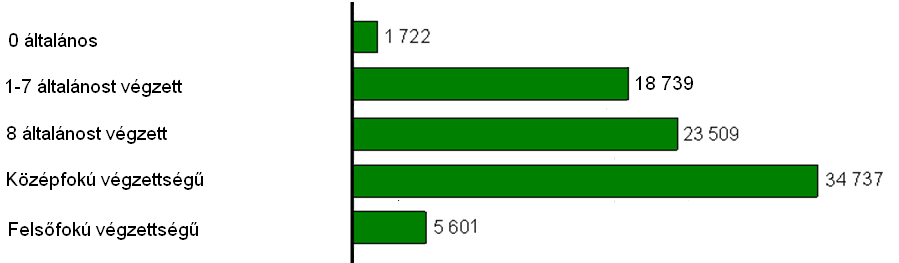 0 általános 1 722
1-7 általánost végzett 18 739
8 általánost végzett 23 509
Középfokú végzettségű 34 737
Felsőfokú végzettségű 5 601